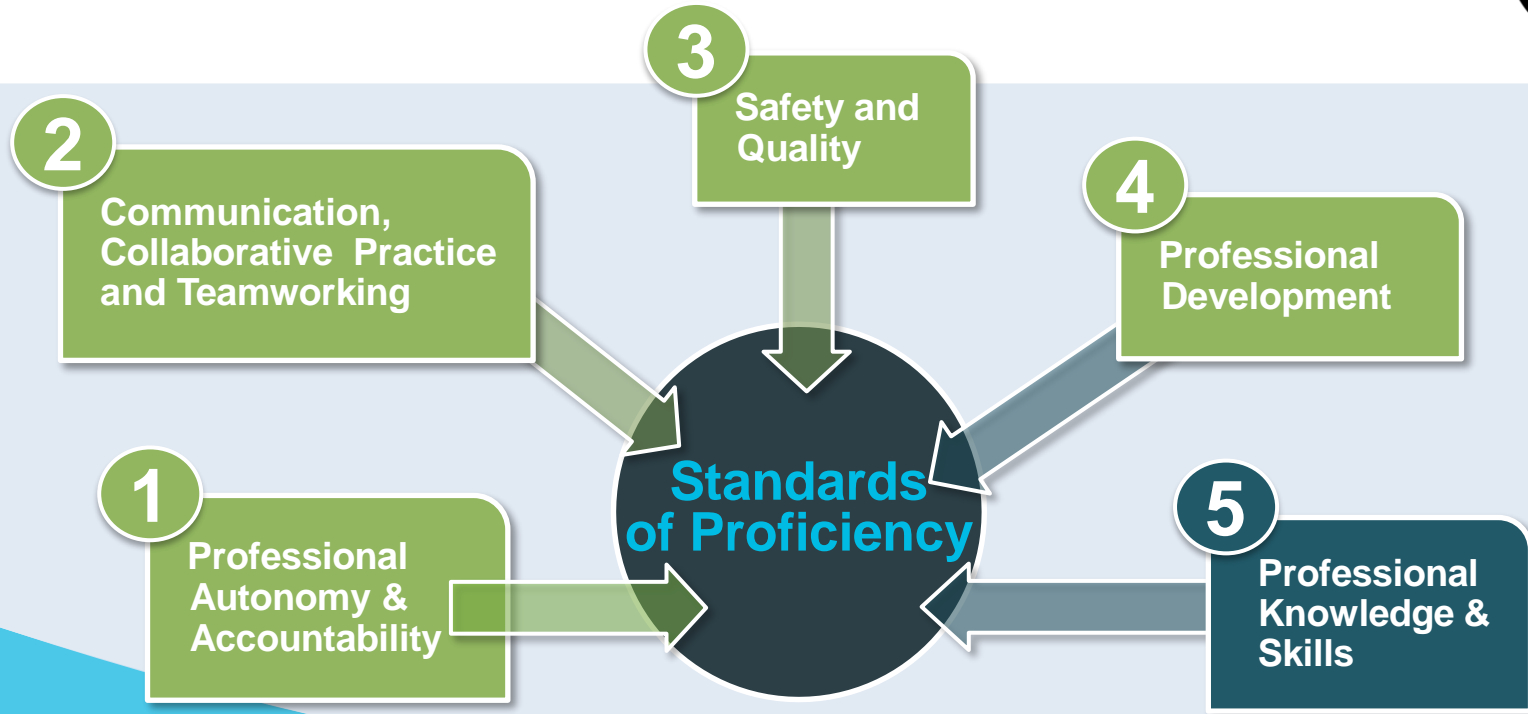 3
Safety and
Quality
2
Communication,
Collaborative Practice
and Teamworking
4
Professional
Development
Standards
of Proficiency
1
Professional
Autonomy &
Accountability
5
Professional
Knowledge &
Skills